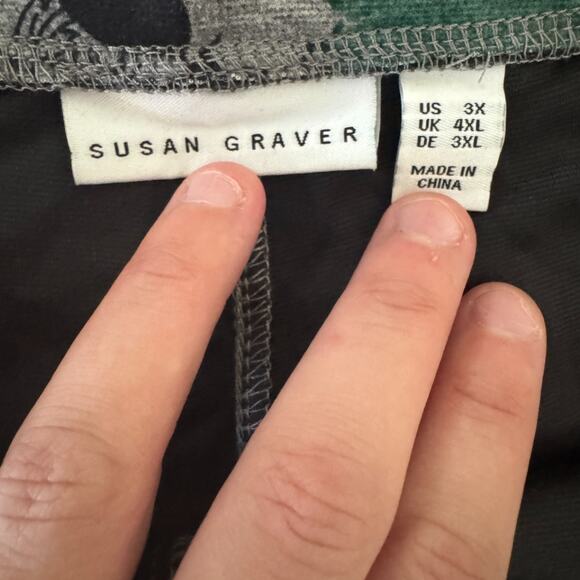 SUSAN GRAVER
US 3X
UK 4XL
DE 3XL
MADE IN
CHINA